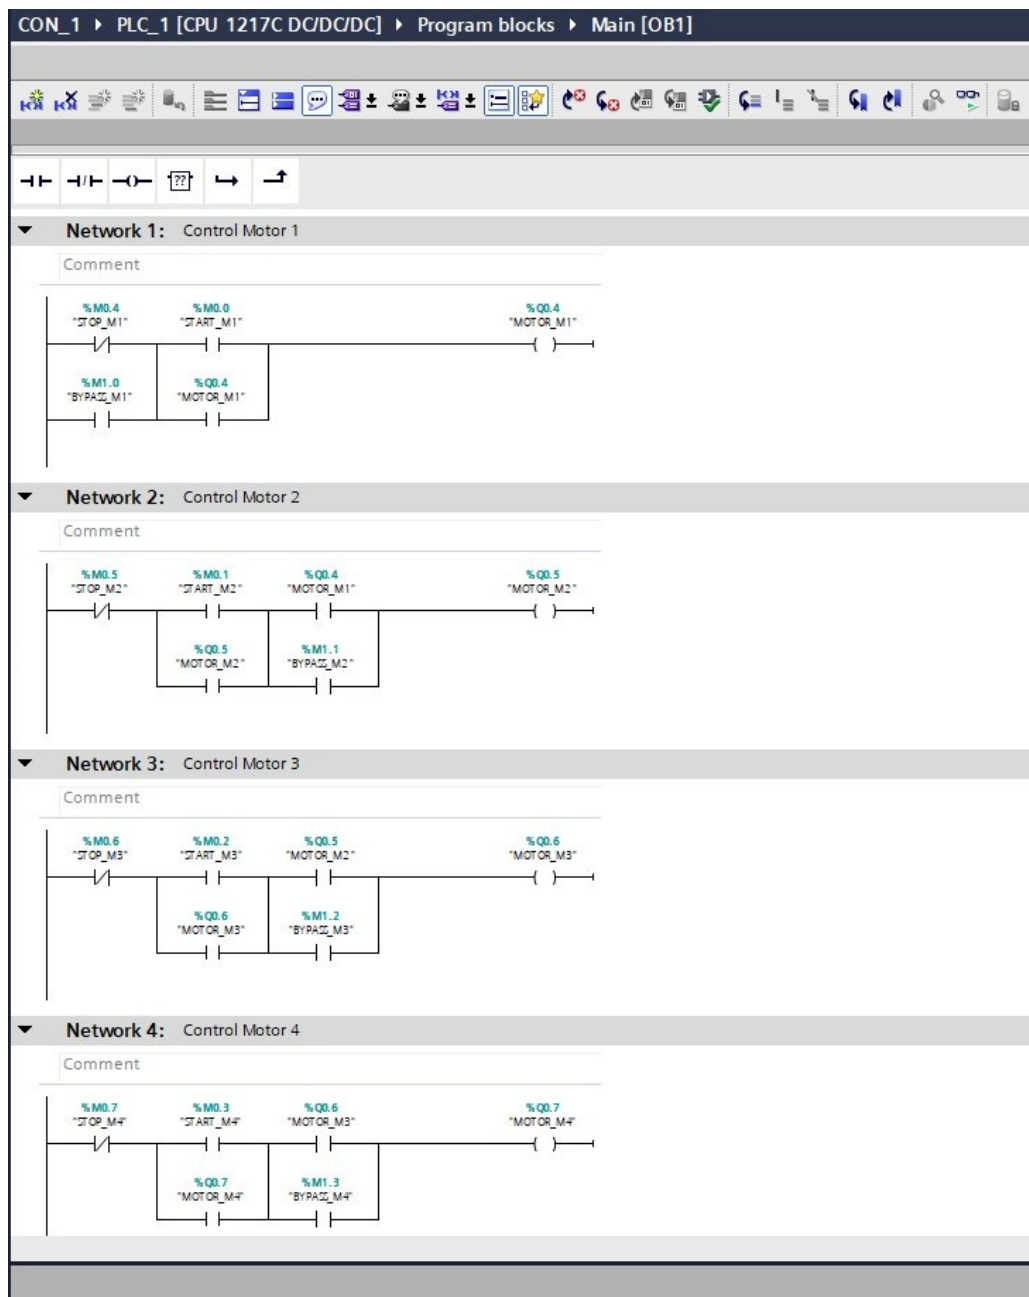 CON_1 ▸ PLC_1 [CPU 1217C DC/DC/DC] ▸ Program blocks ▸ Main [OB1]
??
Network 1: Control Motor 1
Comment
%M0.4 %M0.0 %Q0.4
"STOP_M1" "START_M1" "MOTOR_M1"
%M1.0 %Q0.4
"BYPASS_M1" "MOTOR_M1"
Network 2: Control Motor 2
Comment
%M0.5 %M0.1 %Q0.4 %Q0.5
"STOP_M2" "START_M2" "MOTOR_M1" "MOTOR_M2"
%Q0.5 %M1.1
"MOTOR_M2" "BYPASS_M2"
Network 3: Control Motor 3
Comment
%M0.6 %M0.2 %Q0.5 %Q0.6
"STOP_M3" "START_M3" "MOTOR_M2" "MOTOR_M3"
%Q0.6 %M1.2
"MOTOR_M3" "BYPASS_M3"
Network 4: Control Motor 4
Comment
%M0.7 %M0.3 %Q0.6 %Q0.7
"STOP_M4" "START_M4" "MOTOR_M3" "MOTOR_M4"
%Q0.7 %M1.3
"MOTOR_M4" "BYPASS_M4"